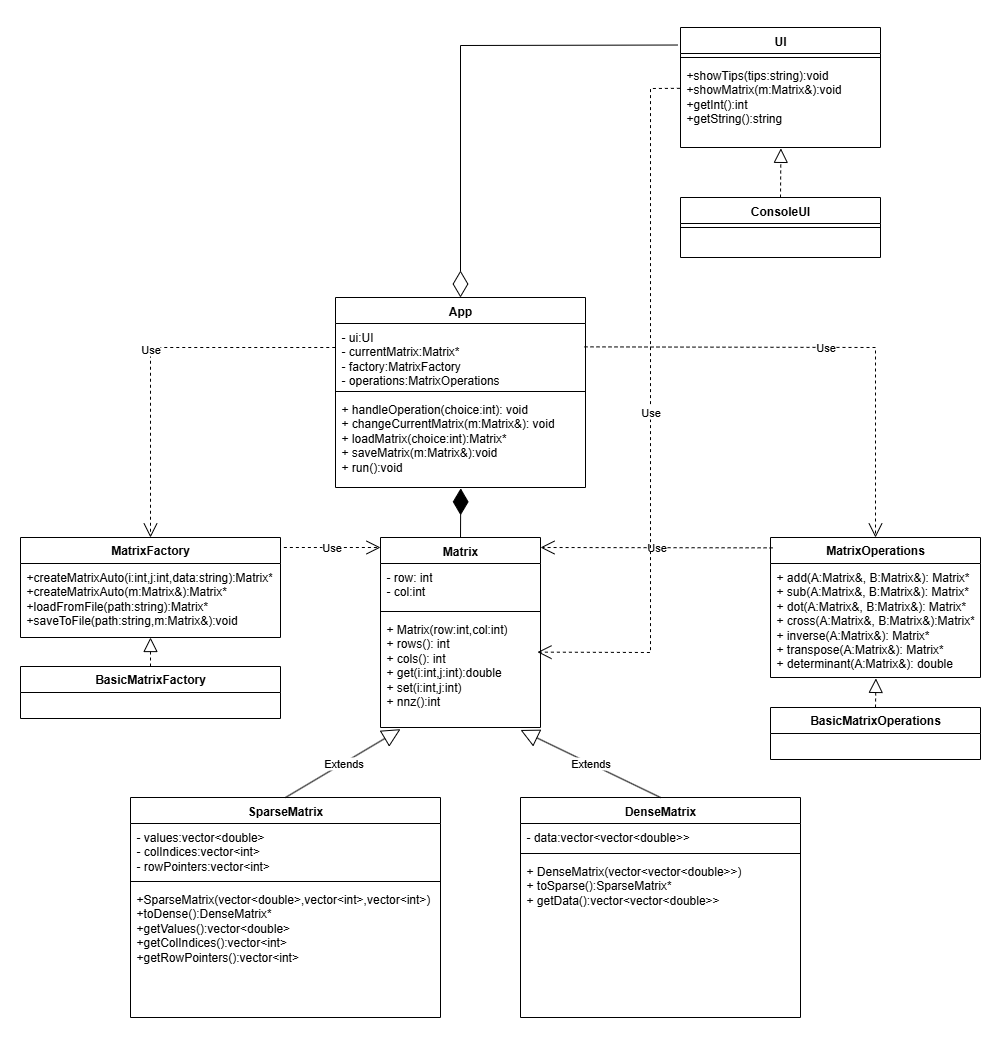 UI
+showTips(tips:string):void
+showMatrix(m:Matrix&):void
+getInt():int
+getString():string
ConsoleUI
App
- ui:UI
- currentMatrix:Matrix*
- factory:MatrixFactory
- operations:MatrixOperations
+ handleOperation(choice:int): void
+ changeCurrentMatrix(m:Matrix&): void
+ loadMatrix(choice:int):Matrix*
+ saveMatrix(m:Matrix&):void
+ run():void
Use
Use
Use
MatrixFactory
+createMatrixAuto(i:int,j:int,data:string):Matrix*
+createMatrixAuto(m:Matrix&):Matrix*
+loadFromFile(path:string):Matrix*
+saveToFile(path:string,m:Matrix&):void
BasicMatrixFactory
Use
Matrix
- row: int
- col:int
+ Matrix(row:int,col:int)
+ rows(): int
+ cols(): int
+ get(i:int,j:int):double
+ set(i:int,j:int)
+ nnz():int
Use
MatrixOperations
+ add(A:Matrix&, B:Matrix&): Matrix*
+ sub(A:Matrix&, B:Matrix&): Matrix*
+ dot(A:Matrix&, B:Matrix&): Matrix*
+ cross(A:Matrix&, B:Matrix&):Matrix*
+ inverse(A:Matrix&): Matrix*
+ transpose(A:Matrix&): Matrix*
+ determinant(A:Matrix&): double
BasicMatrixOperations
Extends
Extends
SparseMatrix
- values:vector<double>
- colIndices:vector<int>
- rowPointers:vector<int>
+SparseMatrix(vector<double>,vector<int>,vector<int>)
+toDense():DenseMatrix*
+getValues():vector<double>
+getColIndices():vector<int>
+getRowPointers():vector<int>
DenseMatrix
- data:vector<vector<double>>
+ DenseMatrix(vector<vector<double>>)
+ toSparse():SparseMatrix*
+ getData():vector<vector<double>>